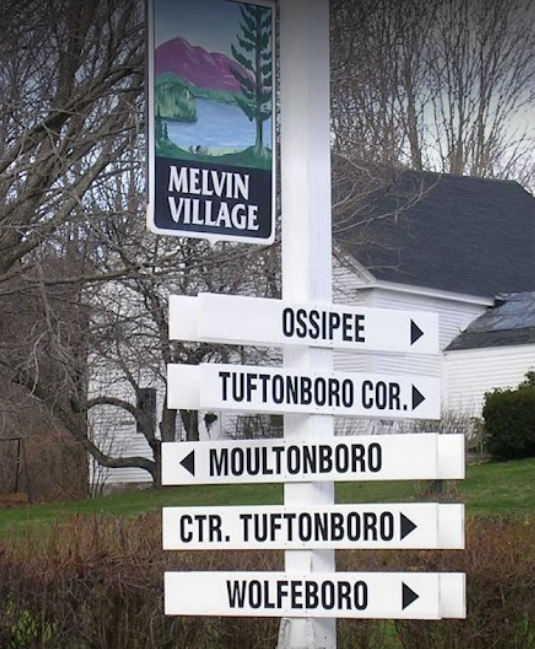 MELVIN
VILLAGE
OSSIPEE ▶
TUFTONBORO COR. ▶
◀ MOULTONBORO
CTR. TUFTONBORO ▶
WOLFEBORO ▶